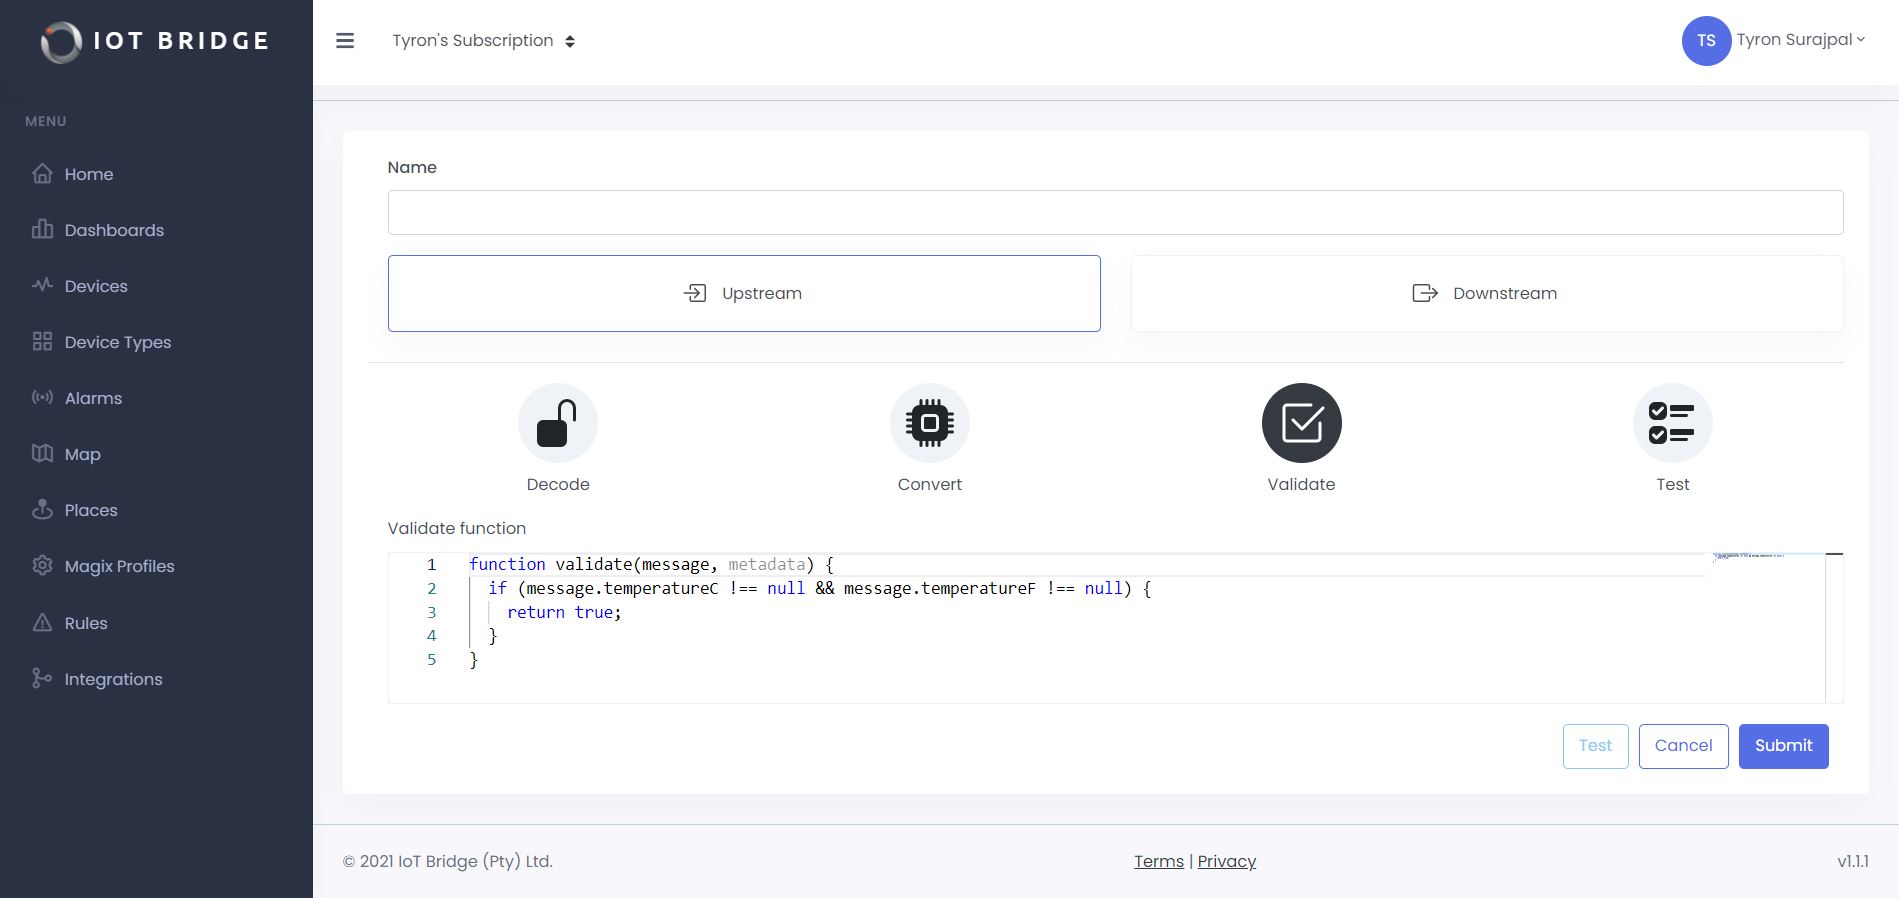 IOT BRIDGE
Tyron's Subscription
TS Tyron Surajpal
MENU
Home
Dashboards
Devices
Device Types
Alarms
Map
Places
Magix Profiles
Rules
Integrations
Name
Upstream
Downstream
Decode
Convert
Validate
Test
Validate function
1 function validate(message, metadata) {
2 if (message.temperatureC !== null && message.temperatureF !== null) {
3 return true;
4 }
5 }
Test
Cancel
Submit
© 2021 IoT Bridge (Pty) Ltd.
Terms | Privacy
v1.1.1